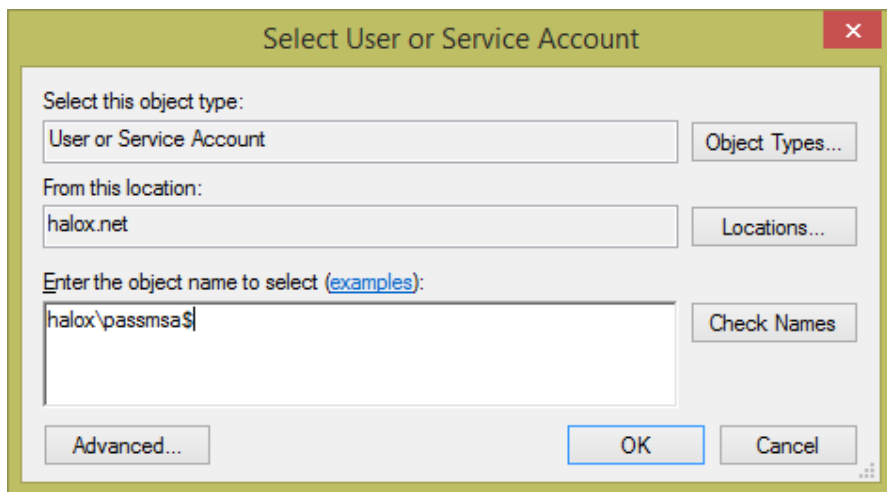 Select User or Service Account
Select this object type:
User or Service Account
Object Types...
From this location:
halox.net
Locations...
Enter the object name to select (examples):
halox\passmsa$
Check Names
Advanced...
OK
Cancel